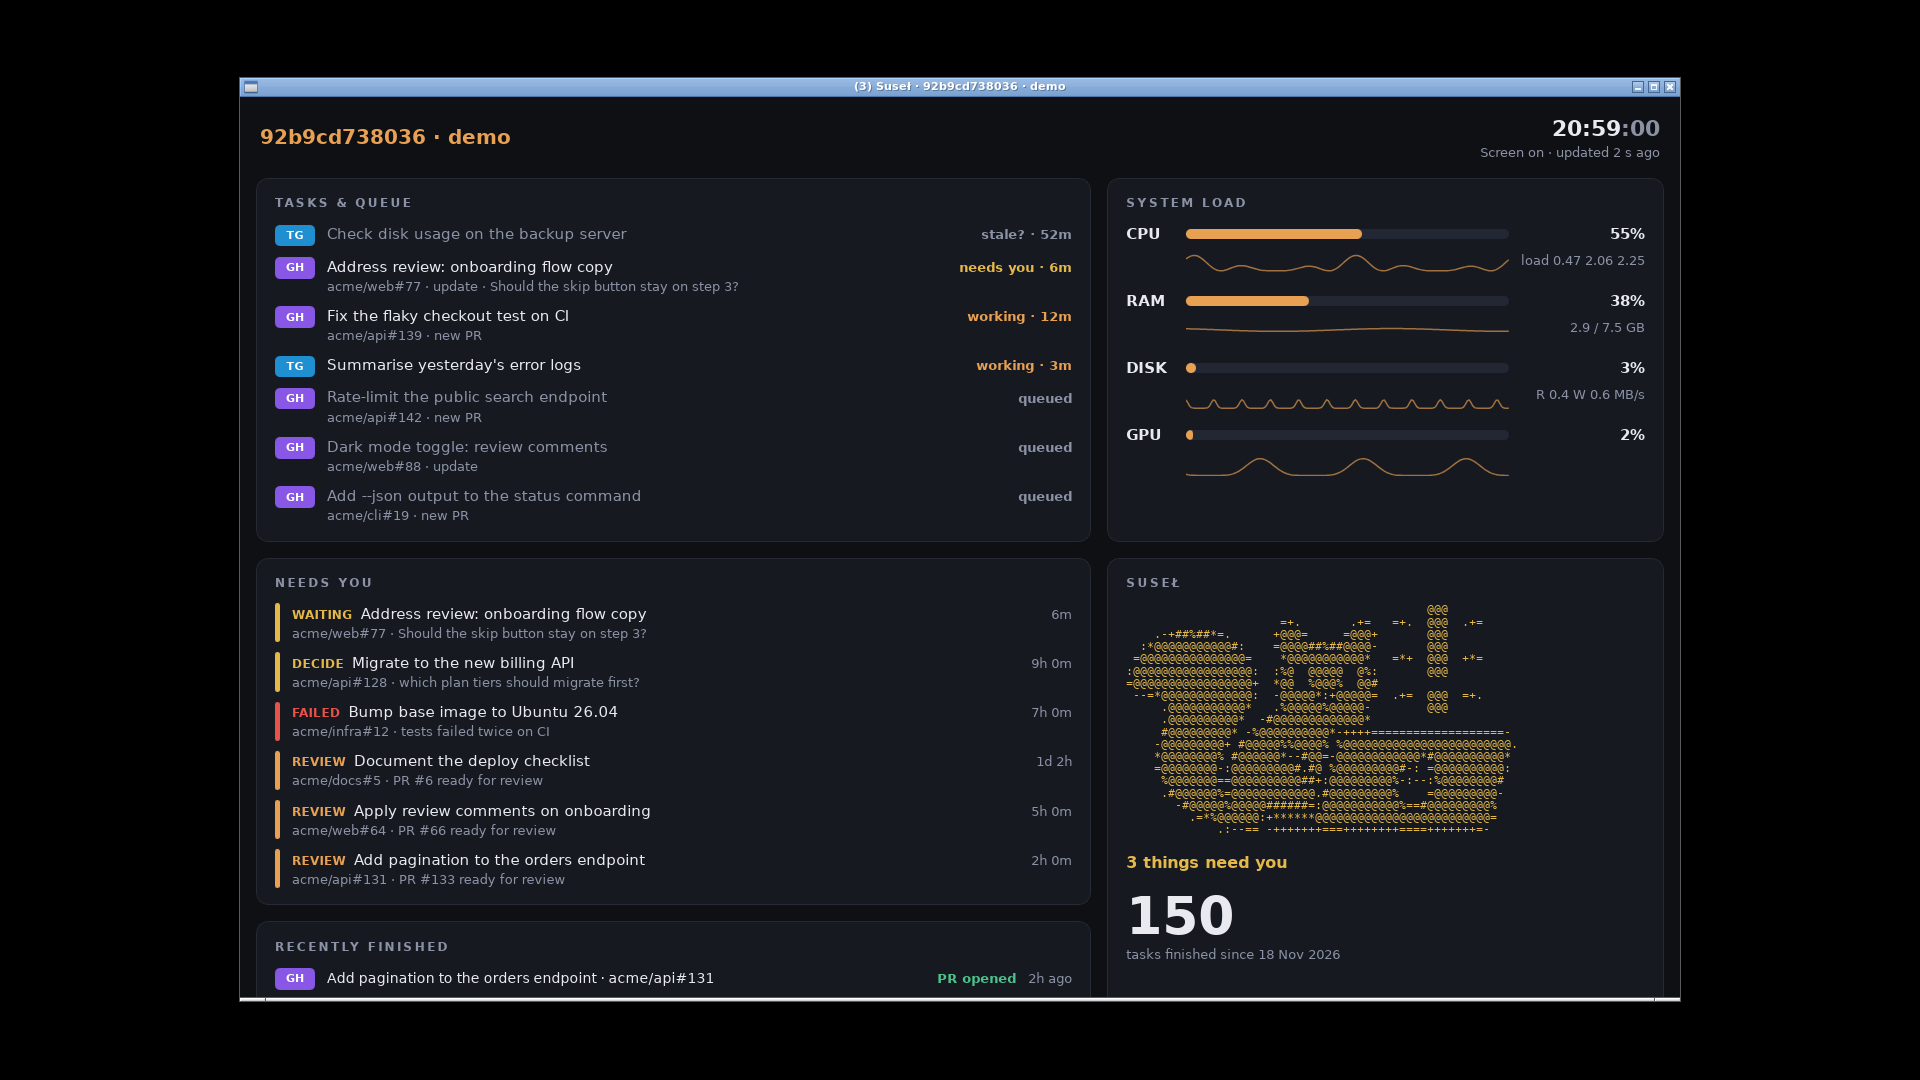 (3) Suseł · 92b9cd738036 · demo
92b9cd738036 · demo
20:59:00
Screen on · updated 2 s ago
TASKS & QUEUE
TG Check disk usage on the backup server stale? · 52m
GH Address review: onboarding flow copy needs you · 6m
acme/web#77 · update · Should the skip button stay on step 3?
GH Fix the flaky checkout test on CI working · 12m
acme/api#139 · new PR
TG Summarise yesterday's error logs working · 3m
GH Rate-limit the public search endpoint queued
acme/api#142 · new PR
GH Dark mode toggle: review comments queued
acme/web#88 · update
GH Add --json output to the status command queued
acme/cli#19 · new PR
SYSTEM LOAD
CPU 55%
load 0.47 2.06 2.25
RAM 38%
2.9 / 7.5 GB
DISK 3%
R 0.4 W 0.6 MB/s
GPU 2%
NEEDS YOU
WAITING Address review: onboarding flow copy 6m
acme/web#77 · Should the skip button stay on step 3?
DECIDE Migrate to the new billing API 9h 0m
acme/api#128 · which plan tiers should migrate first?
FAILED Bump base image to Ubuntu 26.04 7h 0m
acme/infra#12 · tests failed twice on CI
REVIEW Document the deploy checklist 1d 2h
acme/docs#5 · PR #6 ready for review
REVIEW Apply review comments on onboarding 5h 0m
acme/web#64 · PR #66 ready for review
REVIEW Add pagination to the orders endpoint 2h 0m
acme/api#131 · PR #133 ready for review
SUSEŁ
3 things need you
150
tasks finished since 18 Nov 2026
RECENTLY FINISHED
GH Add pagination to the orders endpoint · acme/api#131 PR opened 2h ago